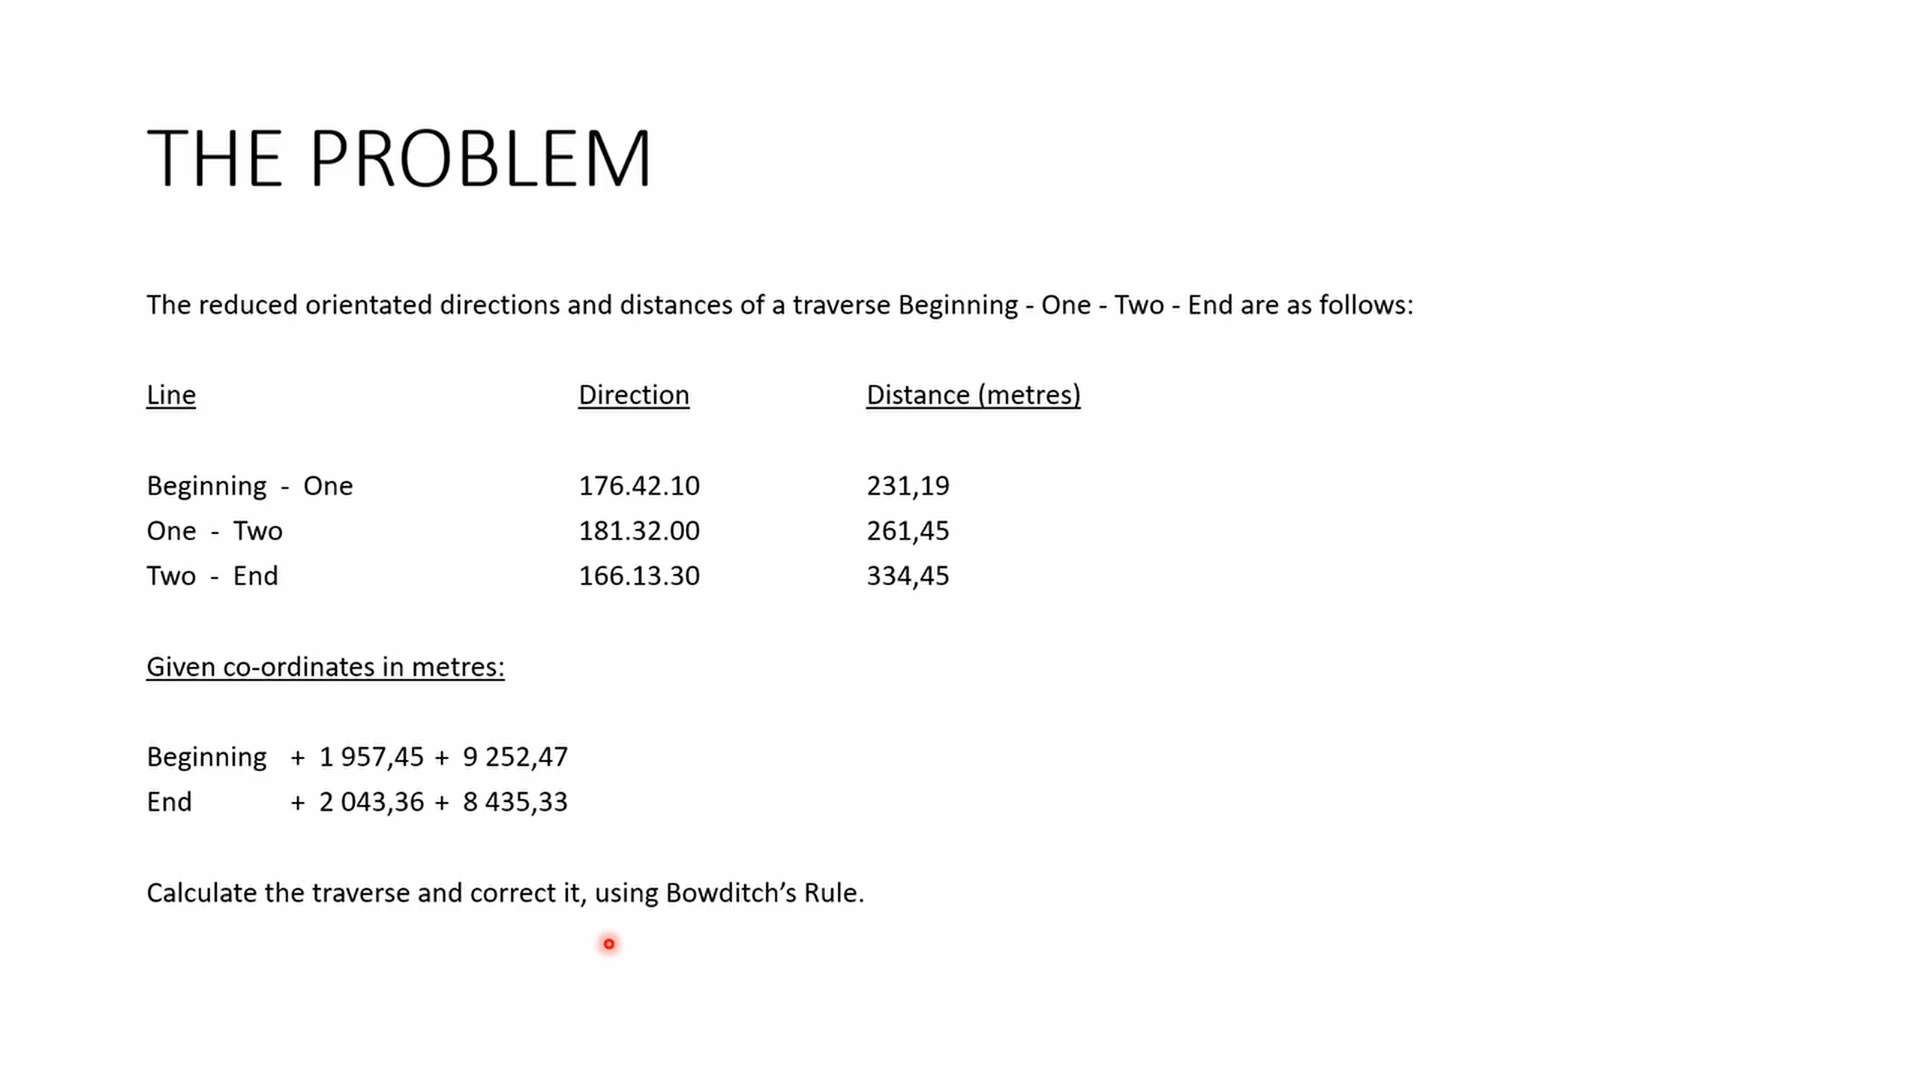 THE PROBLEM
The reduced orientated directions and distances of a traverse Beginning - One - Two - End are as follows:
Line Direction Distance (metres)
Beginning - One 176.42.10 231,19
One - Two 181.32.00 261,45
Two - End 166.13.30 334,45
Given co-ordinates in metres:
Beginning + 1 957,45 + 9 252,47
End + 2 043,36 + 8 435,33
Calculate the traverse and correct it, using Bowditch’s Rule.